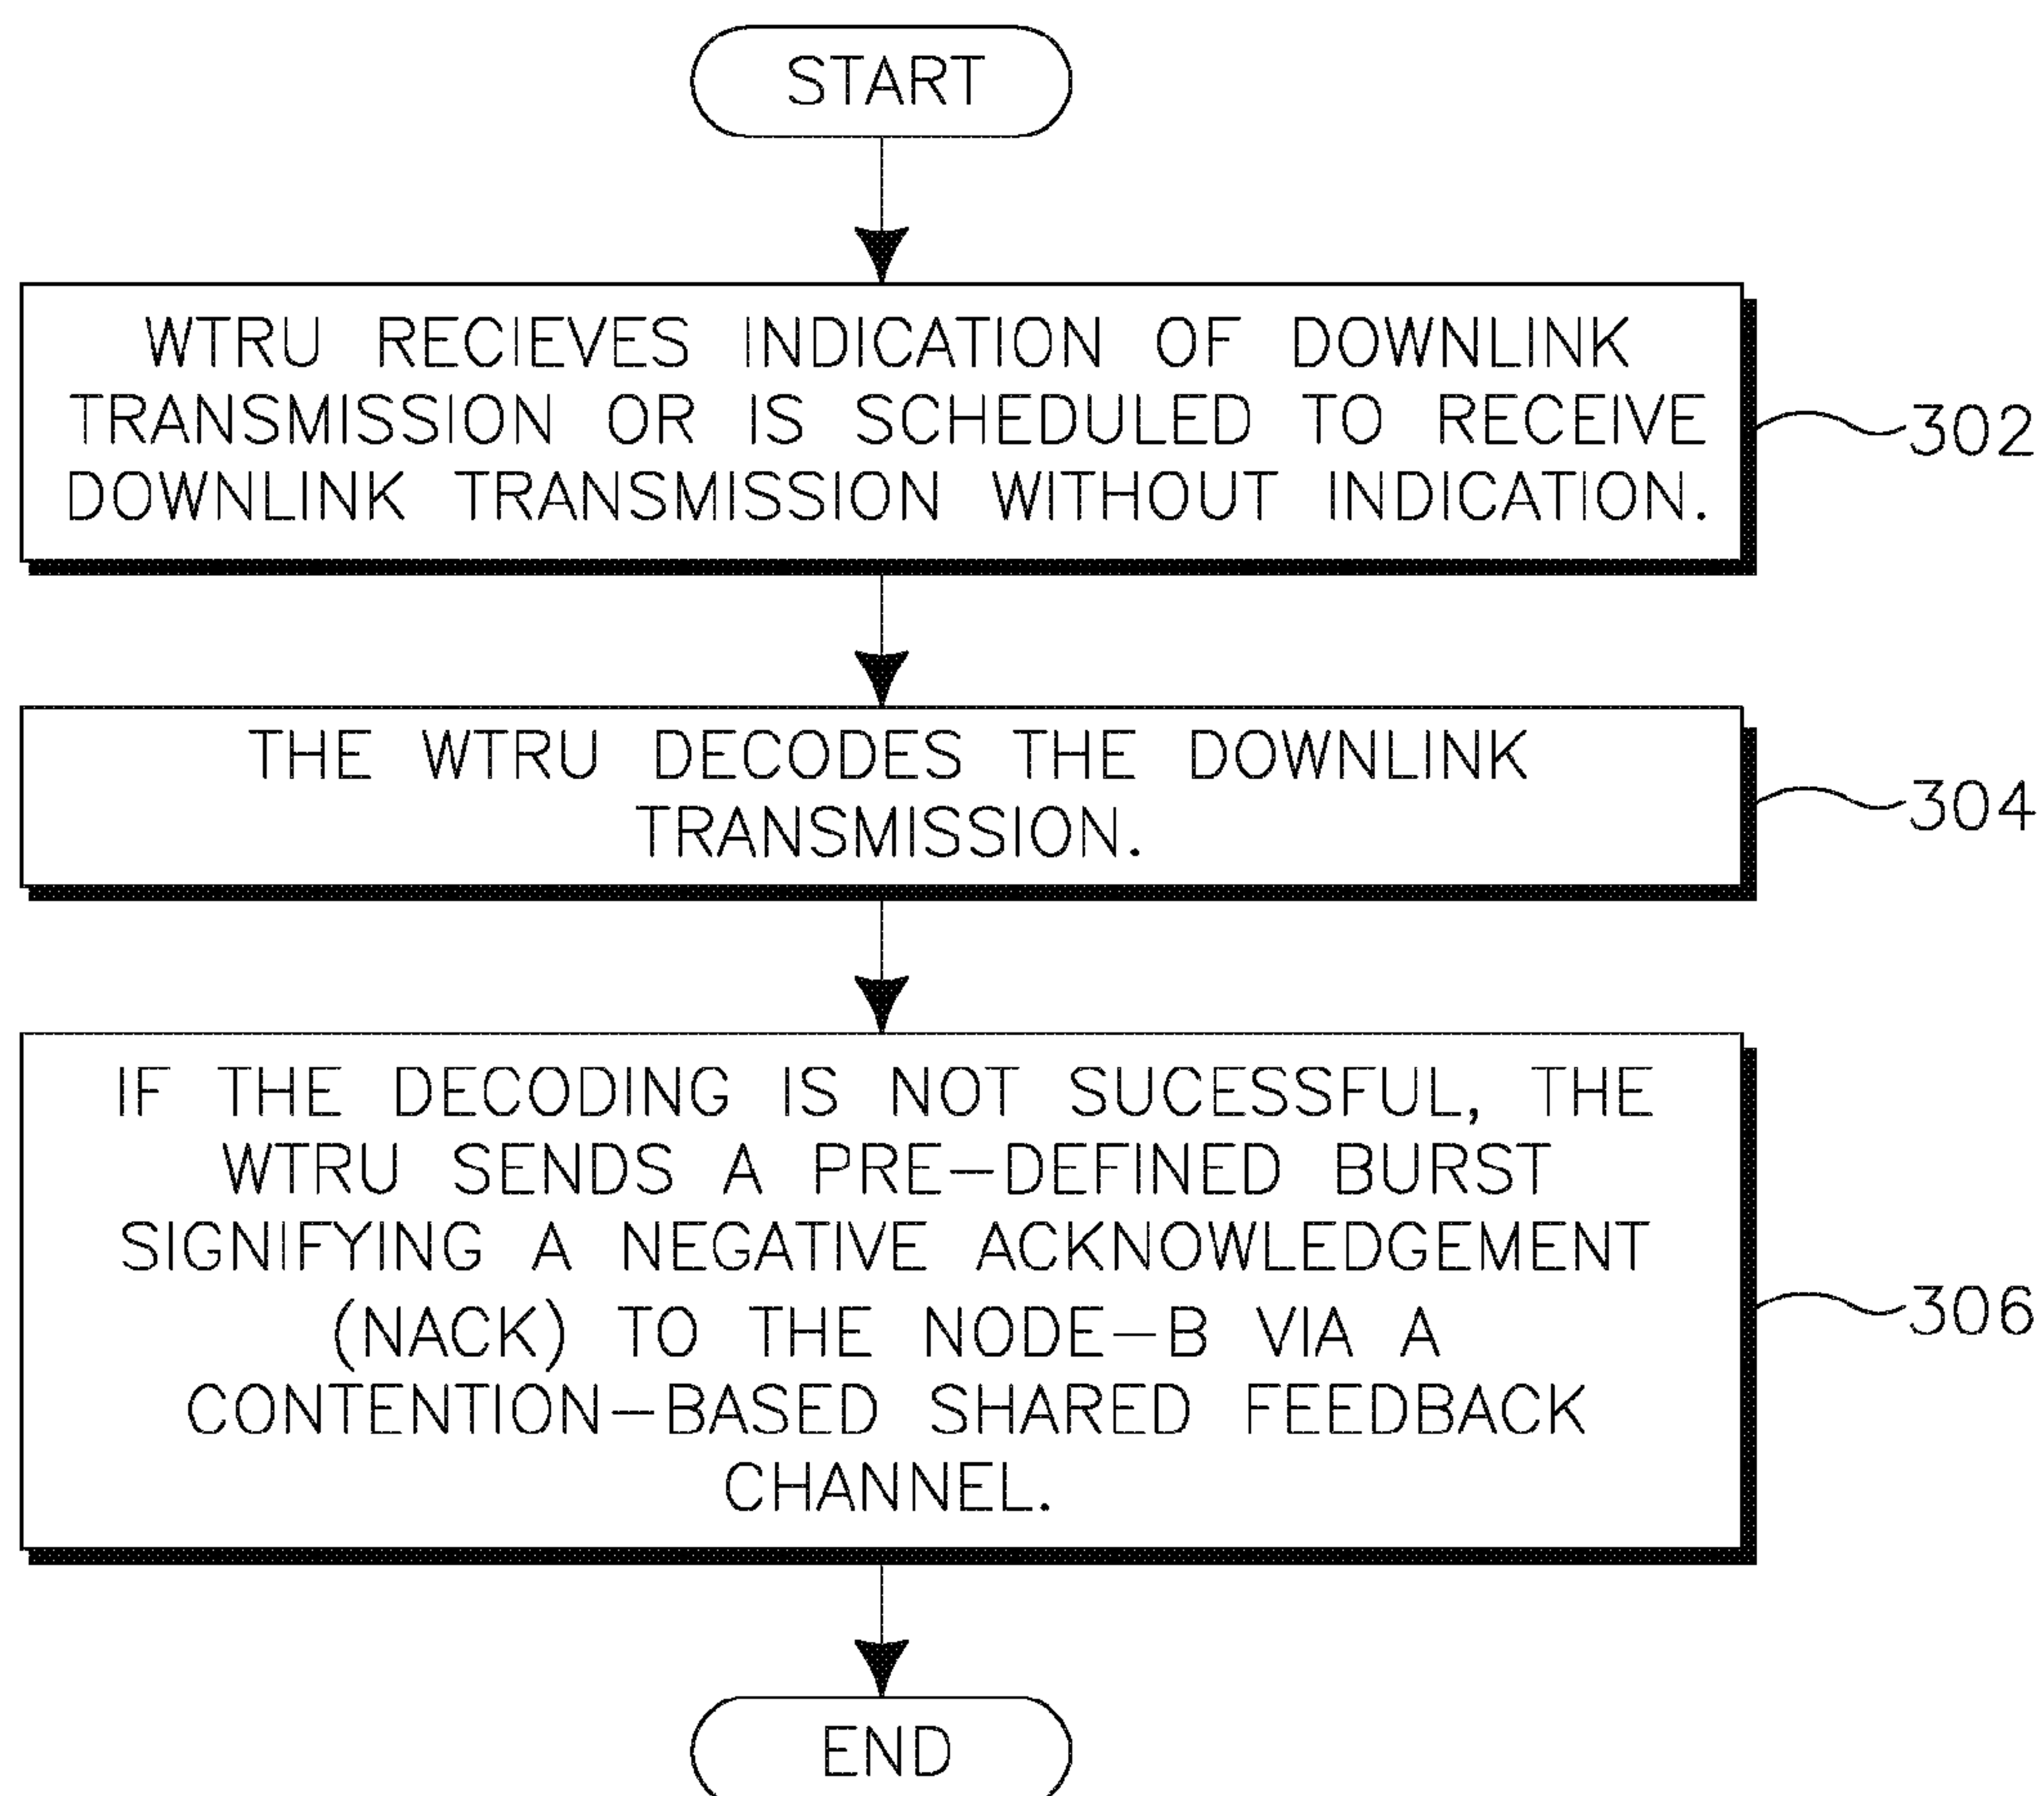 START
WTRU RECIEVES INDICATION OF DOWNLINK
TRANSMISSION OR IS SCHEDULED TO RECEIVE
DOWNLINK TRANSMISSION WITHOUT INDICATION.
302
THE WTRU DECODES THE DOWNLINK
TRANSMISSION.
304
IF THE DECODING IS NOT SUCESSFUL, THE
WTRU SENDS A PRE-DEFINED BURST
SIGNIFYING A NEGATIVE ACKNOWLEDGEMENT
(NACK) TO THE NODE-B VIA A
CONTENTION-BASED SHARED FEEDBACK
CHANNEL.
306
END